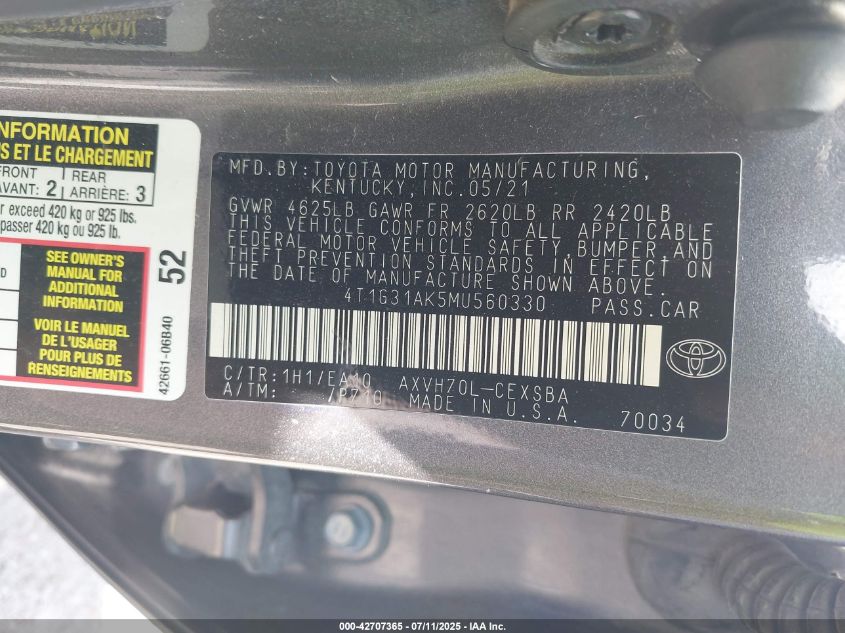 INFORMATION
S ET LE CHARGEMENT
FRONT
AVANT: 2
REAR
ARRIÈRE: 3
r exceed 420 kg or 925 lbs.
passer 420 kg ou 925 lb.
SEE OWNER'S
MANUAL FOR
ADDITIONAL
INFORMATION
VOIR LE MANUEL
DE L'USAGER
POUR PLUS DE
RENSEIGNEMENTS
52
42661-06B40
MFD.BY:TOYOTA MOTOR MANUFACTURING,
KENTUCKY, INC.05/21
GVWR 4625LB GAWR FR 2620LB RR 2420LB
THIS VEHICLE CONFORMS TO ALL APPLICABLE
FEDERAL MOTOR VEHICLE SAFETY,BUMPER,AND
THEFT PREVENTION STANDARDS IN EFFECT ON
THE DATE OF MANUFACTURE SHOWN ABOVE.
4T1G31AK5MU560330 PASS.CAR
C/TR:1H1/EA40 AXVH70L-CEXSBA
A/TM: /P710 MADE IN U.S.A. 70034
000-42707365 - 07/11/2025 - IAA Inc.